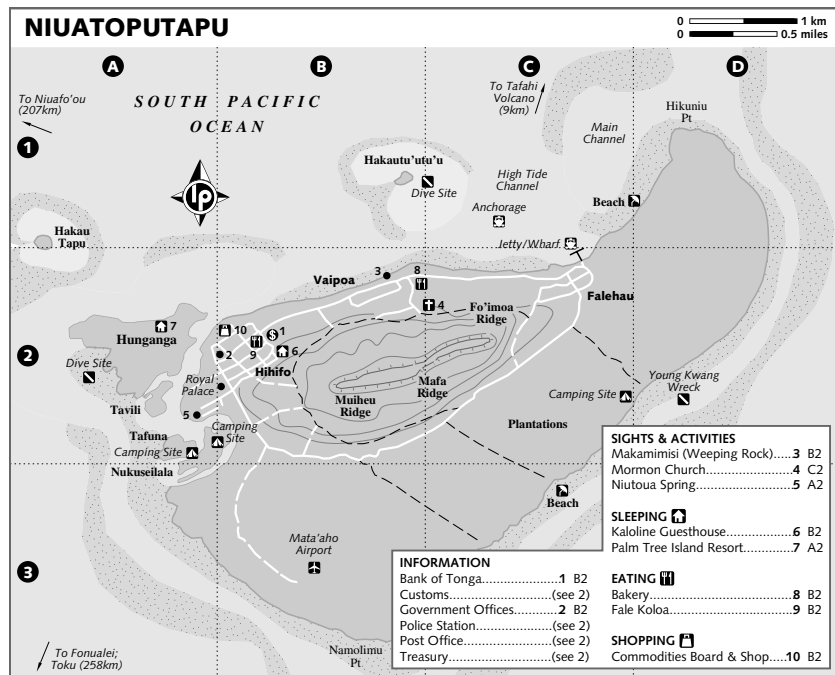 NIUATOPUTAPU
0 1 km
0 0.5 miles
A B C D
To Niuafo'ou
(207km)
SOUTH PACIFIC
OCEAN
To Tafahi
Volcano
(9km)
Hikuniu
Pt
Main
Channel
1
lp
Hakautu'utu'u
Dive Site
High Tide
Channel
Anchorage
Beach
Jetty/Wharf
Hakau
Tapu
Vaipoa
3
8
4
Falehau
Fo'imoa
Ridge
7
Hunganga
10
$ 1
2
9
6
Hihifo
2
Dive Site
Royal
Palace
Mafa
Ridge
Muiheu
Ridge
Camping Site
Young Kwang
Wreck
Tavili
5
Camping
Site
Plantations
Tafuna
Camping Site
Nukuseilala
Beach
Mata'aho
Airport
3
Namolimu
Pt
To Fonualei;
Toku (258km)
INFORMATION
Bank of Tonga..................1 B2
Customs.........................(see 2)
Government Offices.........2 B2
Police Station..................(see 2)
Post Office......................(see 2)
Treasury.........................(see 2)
SIGHTS & ACTIVITIES
Makamimisi (Weeping Rock).....3 B2
Mormon Church.....................4 C2
Niutoua Spring.......................5 A2
SLEEPING
Kaloline Guesthouse................6 B2
Palm Tree Island Resort............7 A2
EATING
Bakery..................................8 B2
Fale Koloa.............................9 B2
SHOPPING
Commodities Board & Shop.....10 B2